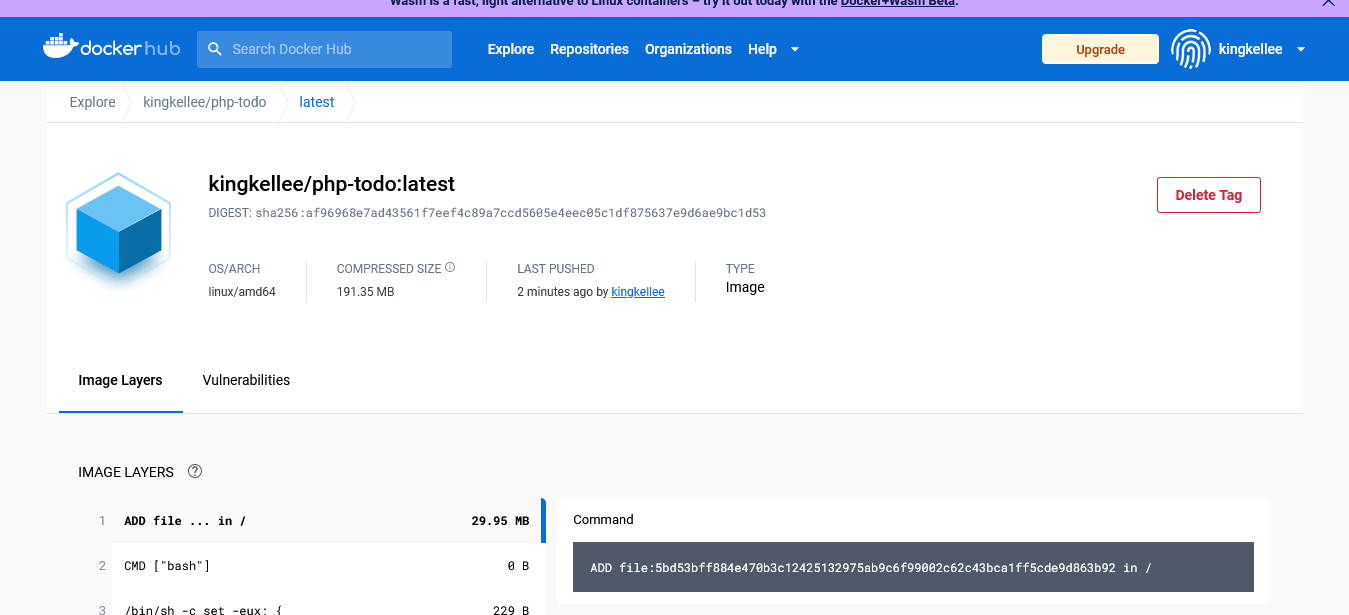 Wasm is a fast, light alternative to Linux containers – try it out today with the Docker+Wasm Beta.
docker hub
Search Docker Hub
Explore Repositories Organizations Help
Upgrade
kingkellee
Explore
kingkellee/php-todo
latest
kingkellee/php-todo:latest
Delete Tag
DIGEST: sha256:af96968e7ad43561f7eef4c89a7ccd5605e4eec05c1df875637e9d6ae9bc1d53
OS/ARCH
linux/amd64
COMPRESSED SIZE
191.35 MB
LAST PUSHED
2 minutes ago by kingkellee
TYPE
Image
Image Layers
Vulnerabilities
IMAGE LAYERS
1 ADD file ... in / 29.95 MB
2 CMD ["bash"] 0 B
3 /bin/sh -c set -eux; { 229 B
Command
ADD file:5bd53bff884e470b3c12425132975ab9c6f99002c62c43bca1ff5cde9d863b92 in /